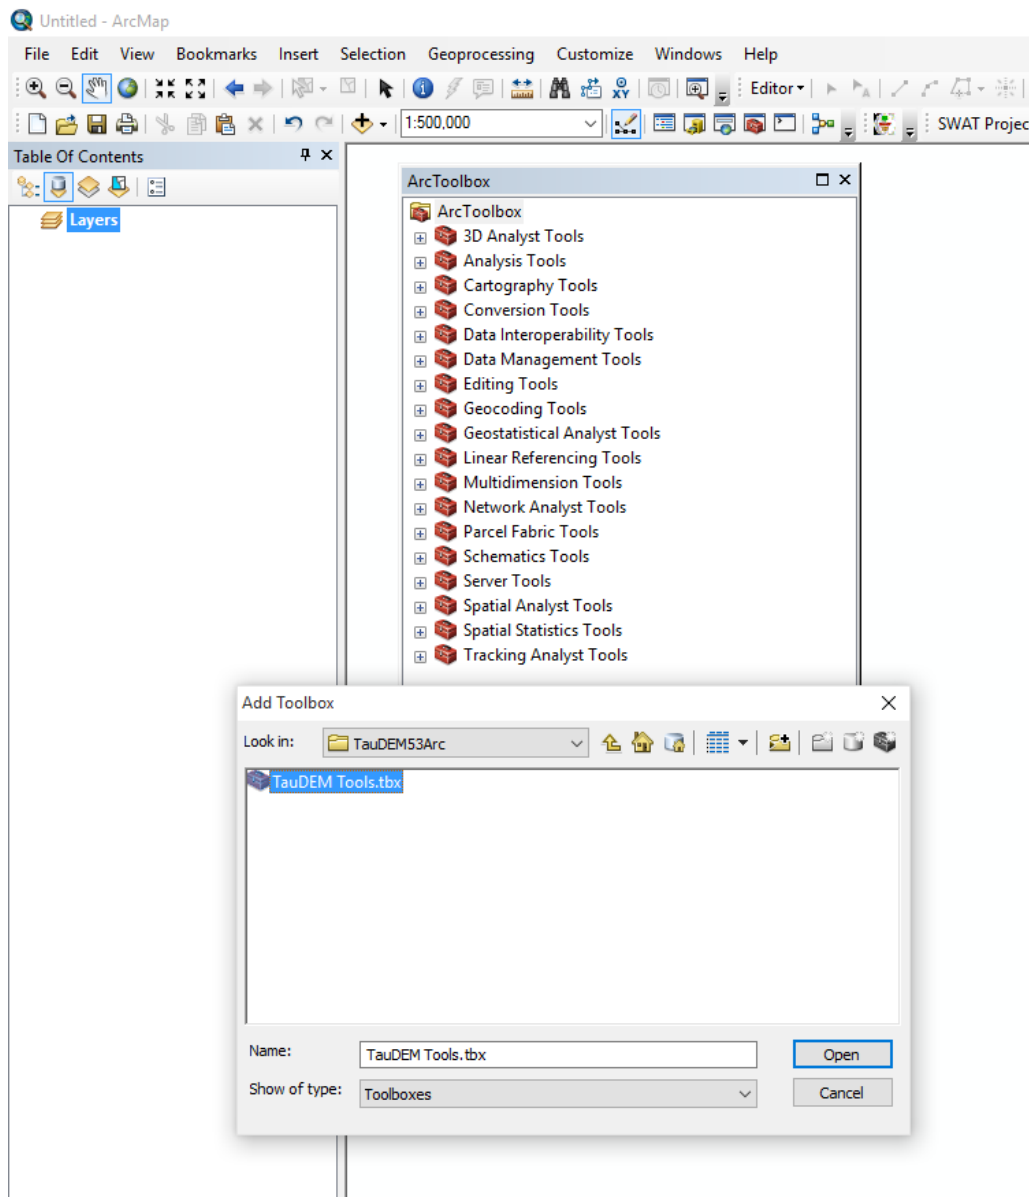 Untitled - ArcMap
File Edit View Bookmarks Insert Selection Geoprocessing Customize Windows Help
Editor
1:500,000 SWAT Projec
Table Of Contents
Layers
ArcToolbox
ArcToolbox
3D Analyst Tools
Analysis Tools
Cartography Tools
Conversion Tools
Data Interoperability Tools
Data Management Tools
Editing Tools
Geocoding Tools
Geostatistical Analyst Tools
Linear Referencing Tools
Multidimension Tools
Network Analyst Tools
Parcel Fabric Tools
Schematics Tools
Server Tools
Spatial Analyst Tools
Spatial Statistics Tools
Tracking Analyst Tools
Add Toolbox
Look in: TauDEM53Arc
TauDEM Tools.tbx
Name: TauDEM Tools.tbx Open
Show of type: Toolboxes Cancel